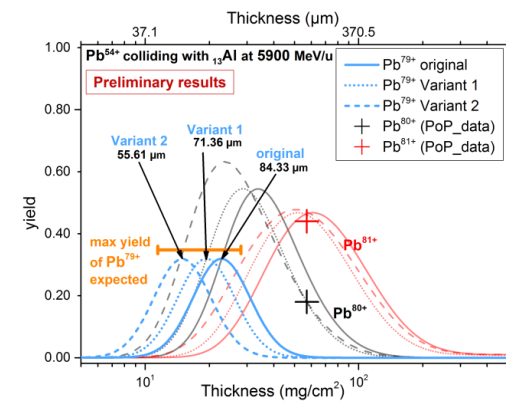 Thickness (μm)
37.1 370.5
Pb⁵⁴⁺ colliding with ₁₃Al at 5900 MeV/u
Preliminary results
Pb⁷⁹⁺ original
Pb⁷⁹⁺ Variant 1
Pb⁷⁹⁺ Variant 2
Pb⁸⁰⁺ (PoP_data)
Pb⁸¹⁺ (PoP_data)
1.00
0.80
0.60
0.40
0.20
0.00
yield
Variant 2
55.61 μm
Variant 1
71.36 μm
original
84.33 μm
max yield
of Pb⁷⁹⁺
expected
Pb⁸¹⁺
Pb⁸⁰⁺
10¹ 10²
Thickness (mg/cm²)